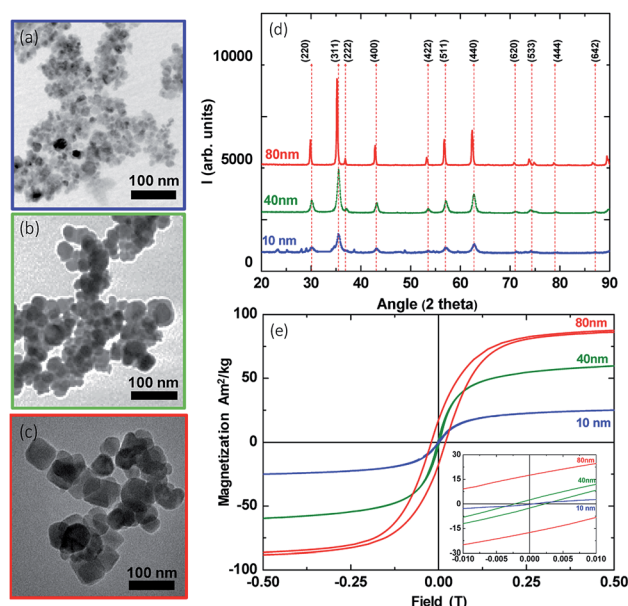 (a)
100 nm
(b)
100 nm
(c)
100 nm
(d)
10000
5000
0
I (arb. units)
(220)
(311)
(222)
(400)
(422)
(511)
(440)
(620)
(533)
(444)
(642)
80nm
40nm
10 nm
20 30 40 50 60 70 80 90
Angle (2 theta)
(e)
100
50
0
-50
-100
Magnetization Am²/kg
80nm
40nm
10 nm
30
15
0
-15
-30
80nm
40nm
10 nm
-0.010 -0.005 0.000 0.005 0.010
-0.50 -0.25 0.00 0.25 0.50
Field (T)